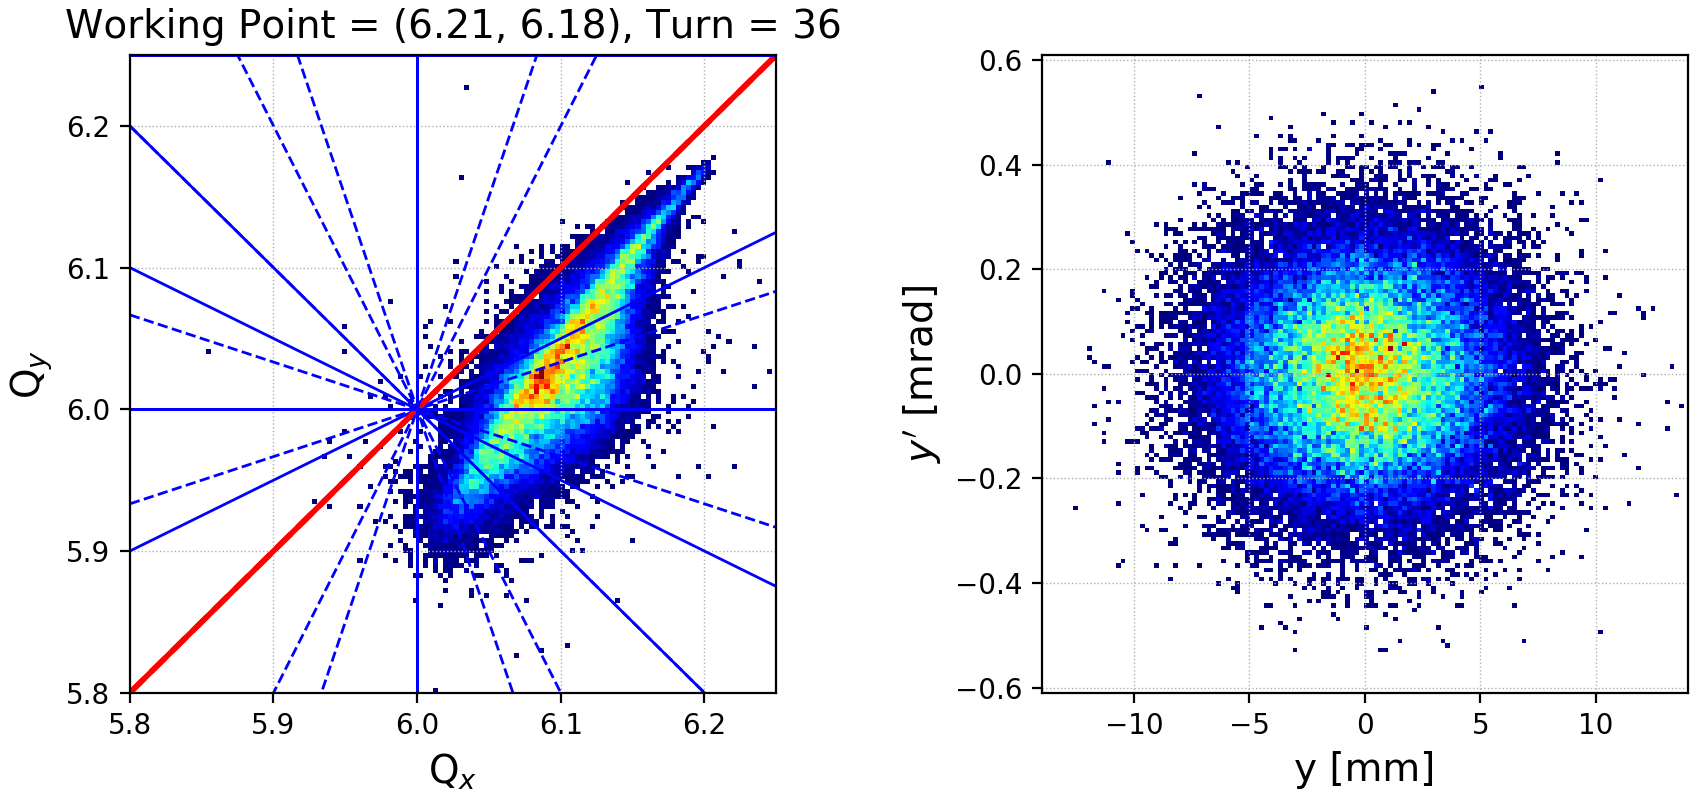 Working Point = (6.21, 6.18), Turn = 36
6.2
6.1
6.0
5.9
5.8
Qy
5.8 5.9 6.0 6.1 6.2
Qx
0.6
0.4
0.2
0.0
−0.2
−0.4
−0.6
y′ [mrad]
−10 −5 0 5 10
y [mm]